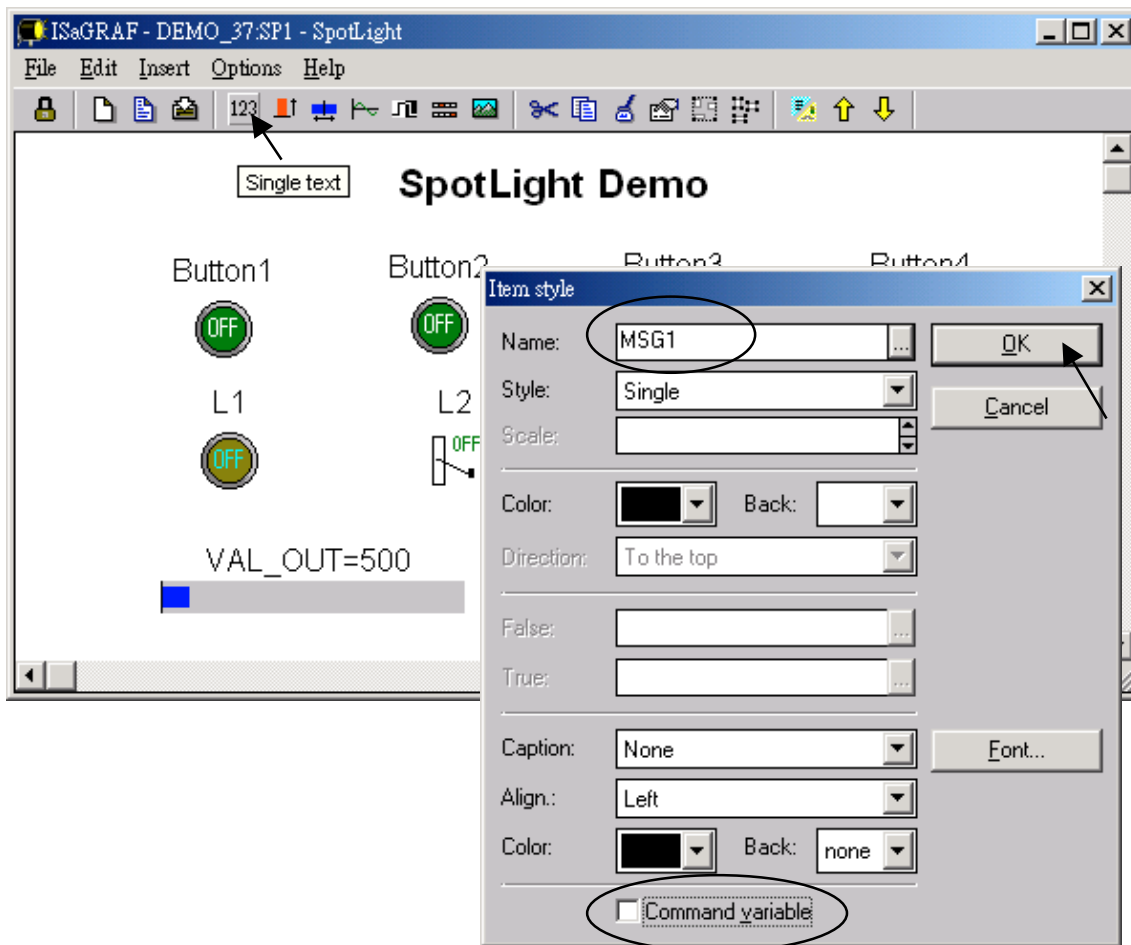 ISaGRAF - DEMO_37:SP1 - SpotLight
File Edit Insert Options Help
123
Single text
SpotLight Demo
Button1 Button2 Button3 Button4
OFF OFF
L1 L2
OFF OFF
VAL_OUT=500
Item style
Name: MSG1 ... OK
Style: Single Cancel
Scale:
Color: Back:
Direction: To the top
False: ...
True: ...
Caption: None Font...
Align.: Left
Color: Back: none
Command variable